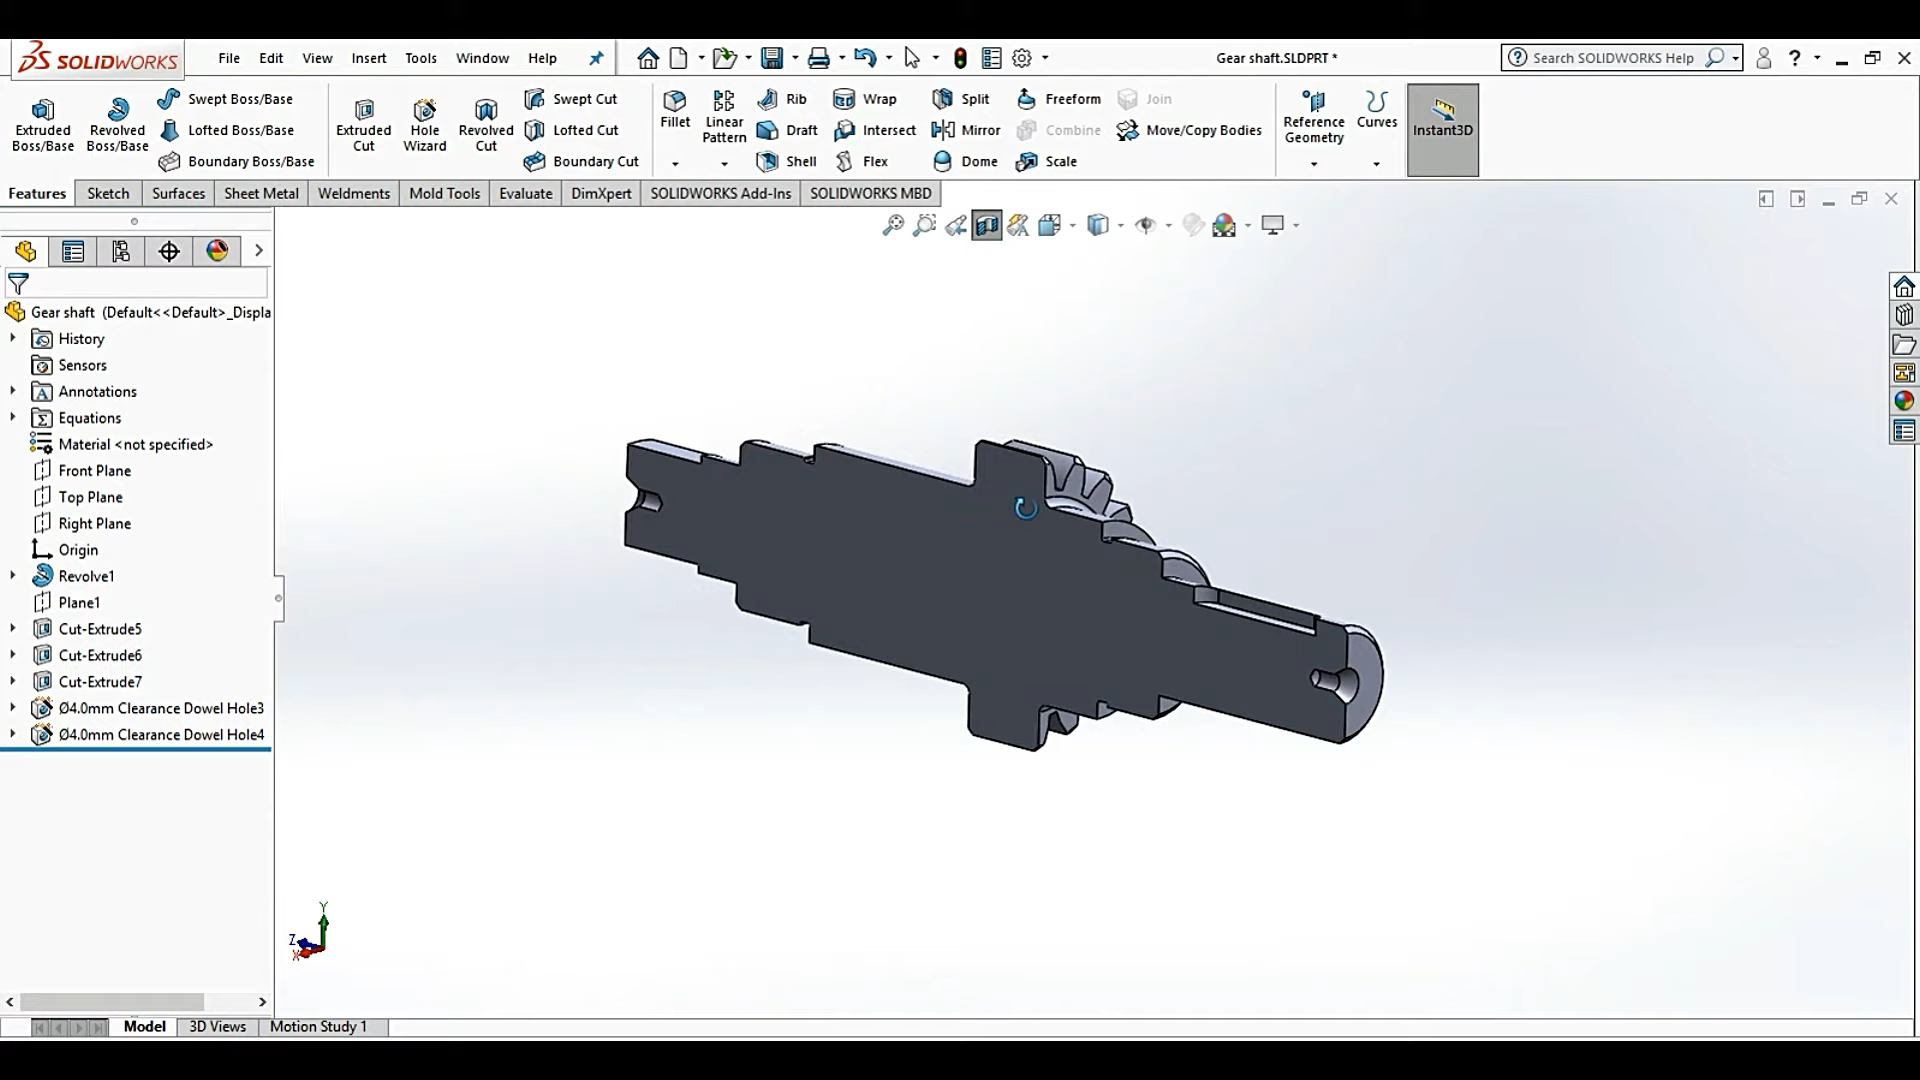 SOLIDWORKS File Edit View Insert Tools Window Help Gear shaft.SLDPRT * Search SOLIDWORKS Help
Extruded Boss/Base
Revolved Boss/Base
Swept Boss/Base
Lofted Boss/Base
Boundary Boss/Base
Extruded Cut
Hole Wizard
Revolved Cut
Swept Cut
Lofted Cut
Boundary Cut
Fillet
Linear Pattern
Rib
Draft
Shell
Wrap
Intersect
Flex
Split
Mirror
Dome
Freeform
Combine
Scale
Join
Move/Copy Bodies
Reference Geometry
Curves
Instant3D
Features Sketch Surfaces Sheet Metal Weldments Mold Tools Evaluate DimXpert SOLIDWORKS Add-Ins SOLIDWORKS MBD
Gear shaft (Default<<Default>_Displa
History
Sensors
Annotations
Equations
Material <not specified>
Front Plane
Top Plane
Right Plane
Origin
Revolve1
Plane1
Cut-Extrude5
Cut-Extrude6
Cut-Extrude7
Ø4.0mm Clearance Dowel Hole3
Ø4.0mm Clearance Dowel Hole4
Y
Z
X
Model 3D Views Motion Study 1